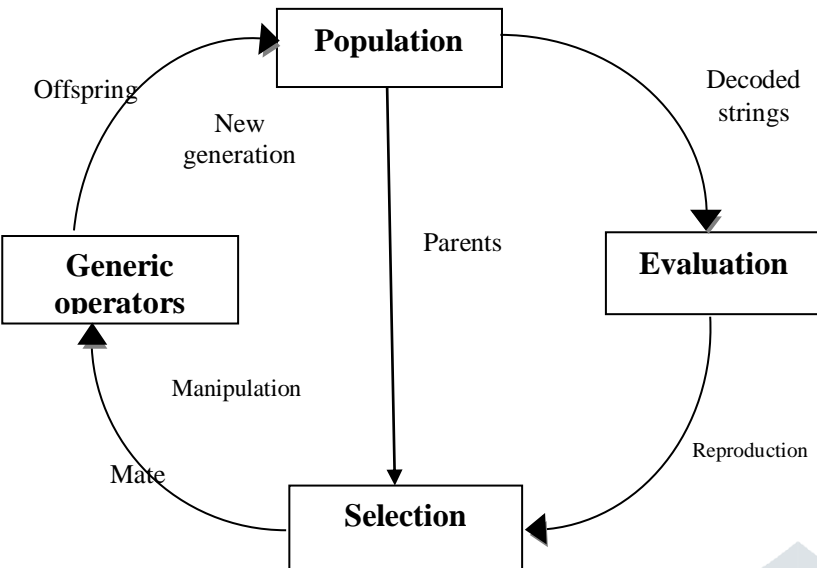 Population
Offspring
Decoded
strings
New
generation
Parents
Generic
operators
Evaluation
Manipulation
Reproduction
Mate
Selection